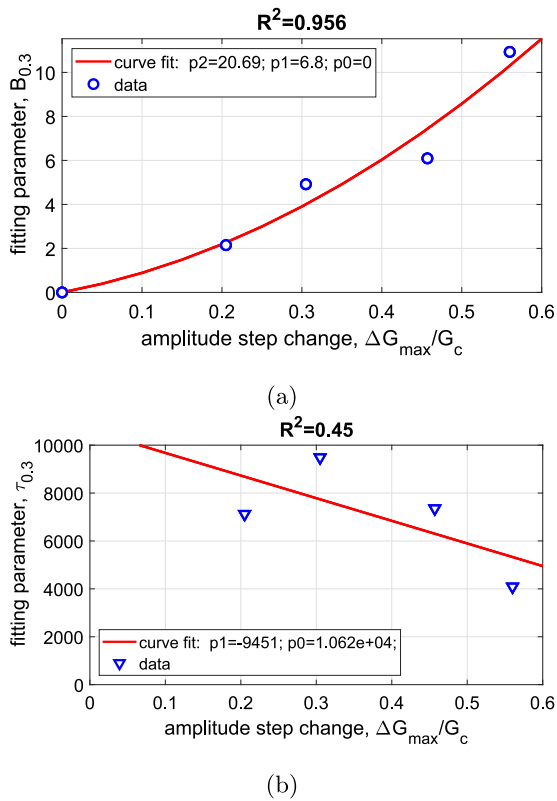 R²=0.956
12
10
8
6
4
2
0
fitting parameter, B0.3
curve fit: p2=20.69; p1=6.8; p0=0
data
0 0.1 0.2 0.3 0.4 0.5 0.6
amplitude step change, ΔGmax/Gc
(a)
R²=0.45
10000
8000
6000
4000
2000
0
fitting parameter, τ0.3
curve fit: p1=-9451; p0=1.062e+04;
data
0 0.1 0.2 0.3 0.4 0.5 0.6
amplitude step change, ΔGmax/Gc
(b)